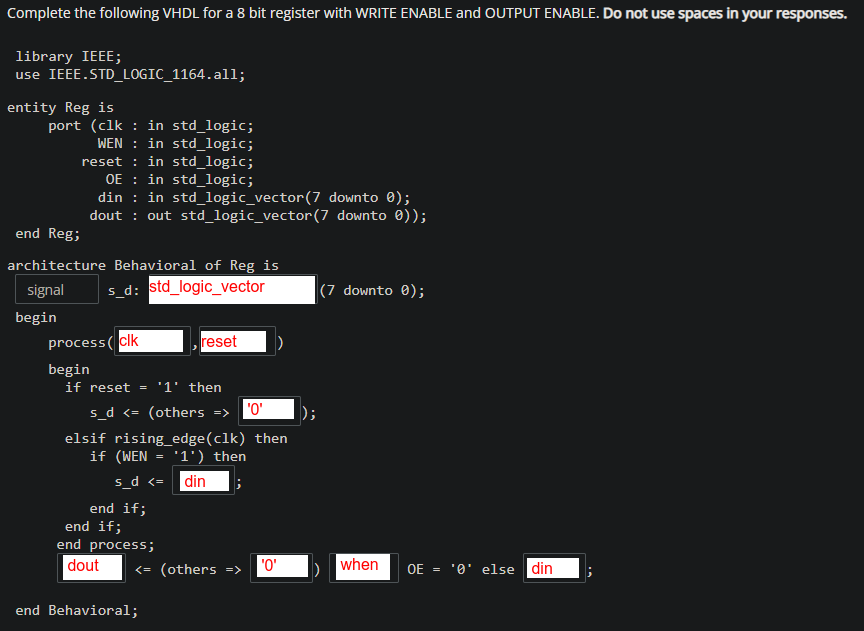 Complete the following VHDL for a 8 bit register with WRITE ENABLE and OUTPUT ENABLE. Do not use spaces in your responses.
library IEEE;
use IEEE.STD_LOGIC_1164.all;
entity Reg is
port (clk : in std_logic;
WEN : in std_logic;
reset : in std_logic;
OE : in std_logic;
din : in std_logic_vector(7 downto 0);
dout : out std_logic_vector(7 downto 0));
end Reg;
architecture Behavioral of Reg is
signal s_d: std_logic_vector (7 downto 0);
begin
process( clk , reset )
begin
if reset = '1' then
s_d <= (others => '0' );
elsif rising_edge(clk) then
if (WEN = '1') then
s_d <= din ;
end if;
end if;
end process;
dout <= (others => '0' ) when OE = '0' else din ;
end Behavioral;